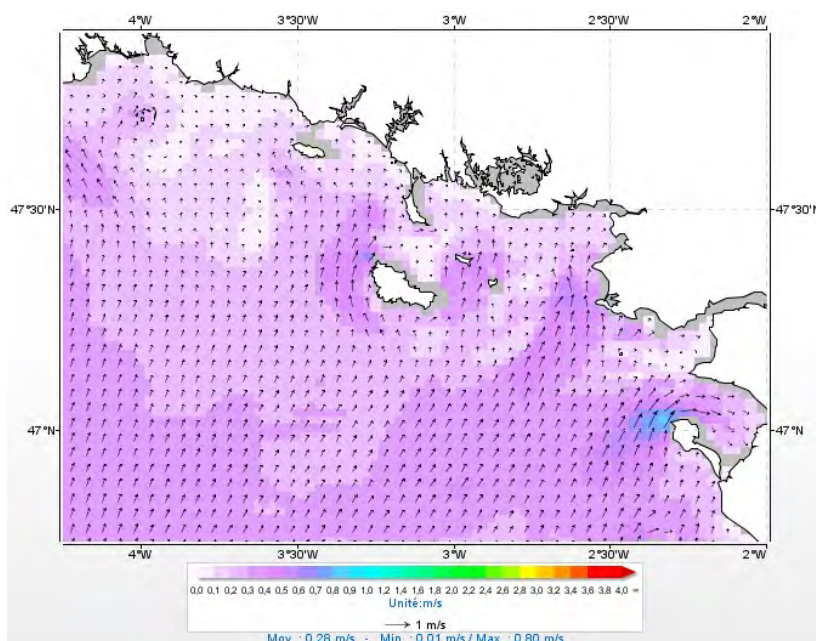 4°W 3°30'W 3°W 2°30'W 2°W
47°30'N 47°30'N
47°N 47°N
4°W 3°30'W 3°W 2°30'W 2°W
0,0 0,1 0,2 0,3 0,4 0,5 0,6 0,7 0,8 0,9 1,0 1,2 1,4 1,6 1,8 2,0 2,2 2,4 2,6 2,8 3,0 3,2 3,4 3,6 3,8 4,0 ∞
Unité:m/s
1 m/s
Moy. : 0.28 m/s - Min. : 0.01 m/s / Max. : 0.80 m/s